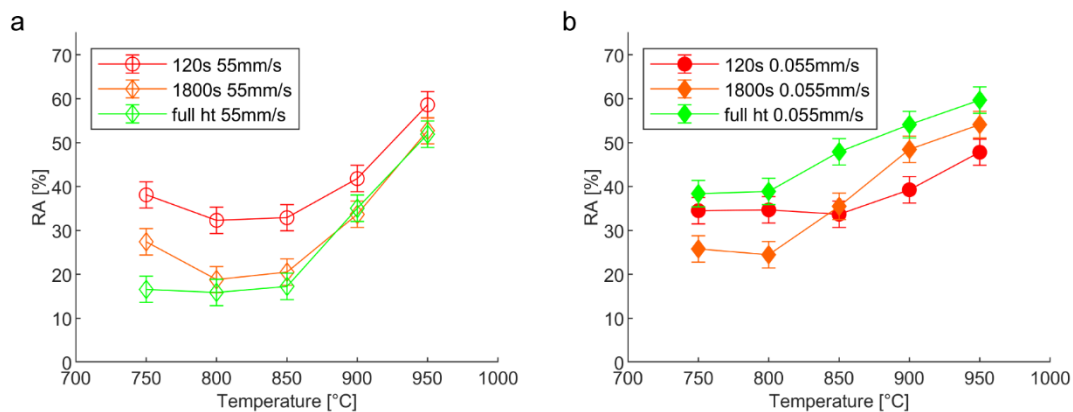 a
70
60
50
40
30
20
10
0
RA [%]
120s 55mm/s
1800s 55mm/s
full ht 55mm/s
700 750 800 850 900 950 1000
Temperature [°C]
b
70
60
50
40
30
20
10
0
RA [%]
120s 0.055mm/s
1800s 0.055mm/s
full ht 0.055mm/s
700 750 800 850 900 950 1000
Temperature [°C]